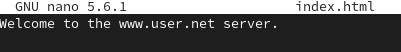 GNU nano 5.6.1 index.html
Welcome to the www.user.net server.